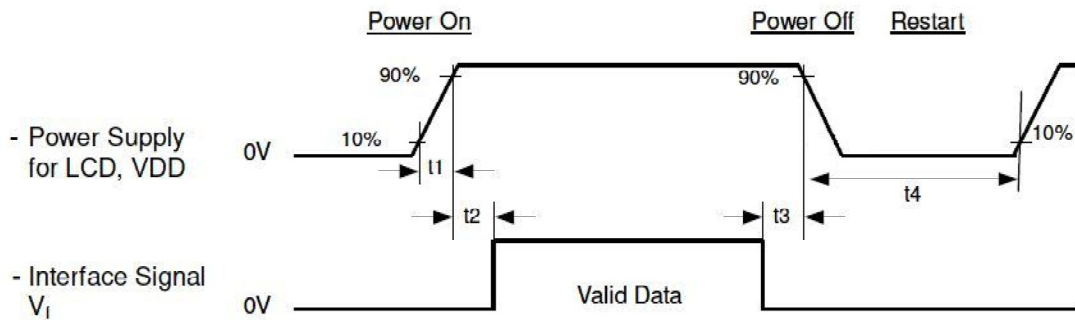 Power On
Power Off
Restart
90%
90%
10%
10%
- Power Supply
for LCD, VDD
0V
t1
t4
t2
t3
- Interface Signal
VI
0V
Valid Data